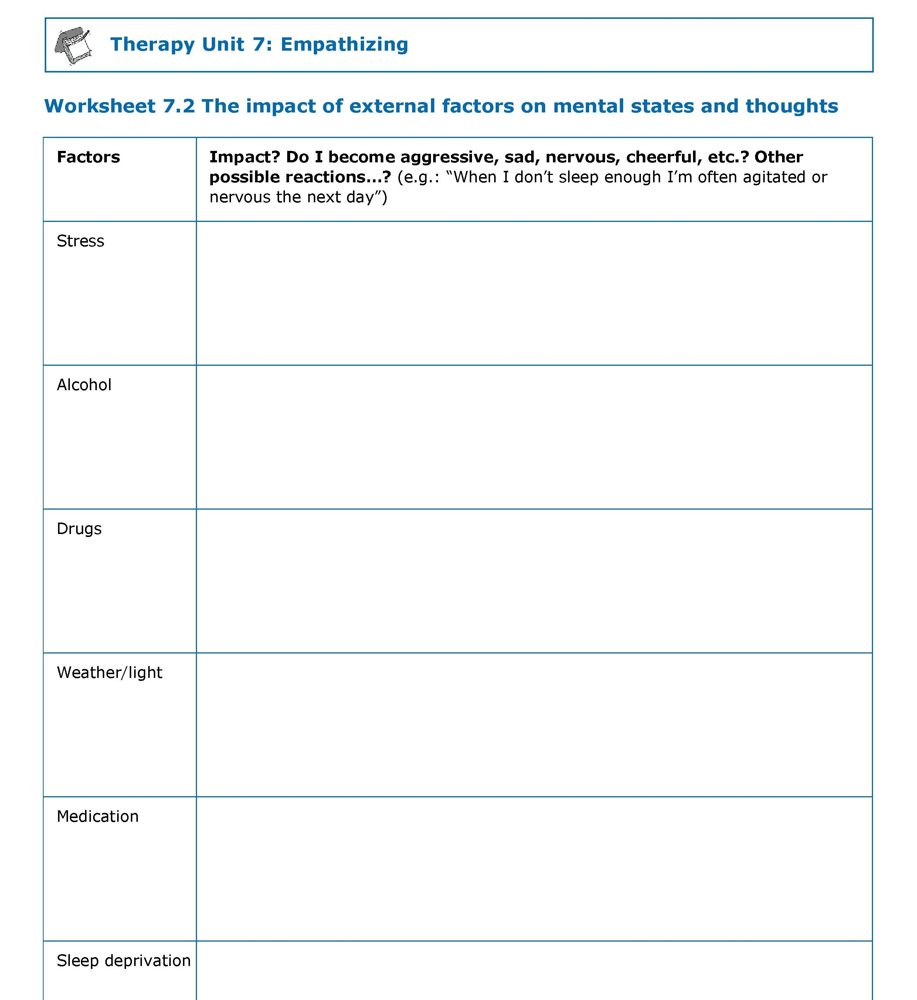 Therapy Unit 7: Empathizing
Worksheet 7.2 The impact of external factors on mental states and thoughts
Factors
Impact? Do I become aggressive, sad, nervous, cheerful, etc.? Other
possible reactions…? (e.g.: “When I don’t sleep enough I’m often agitated or
nervous the next day”)
Stress
Alcohol
Drugs
Weather/light
Medication
Sleep deprivation